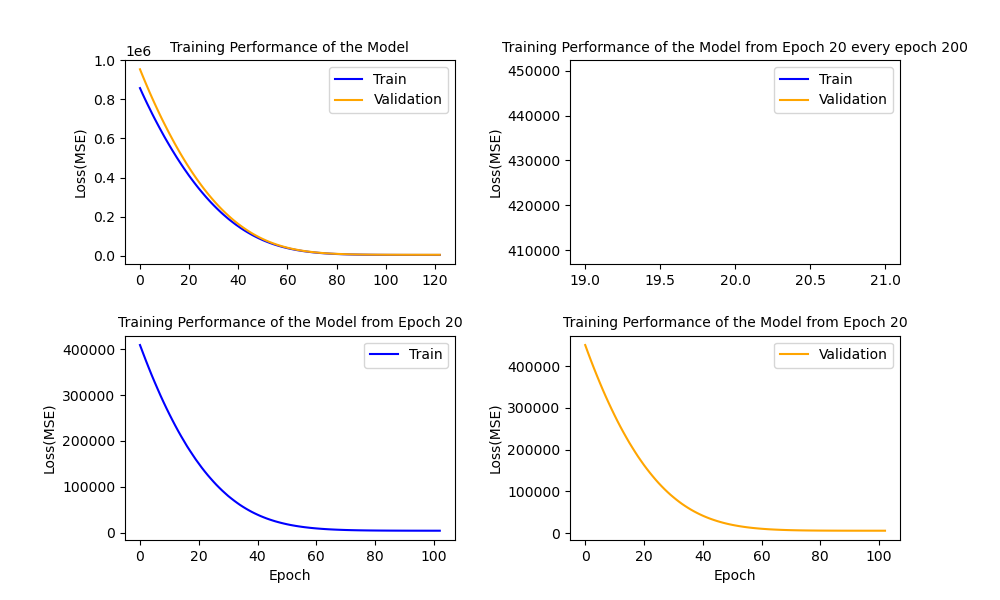 Training Performance of the Model
1e6
Train
Validation
Loss(MSE)
1.0
0.8
0.6
0.4
0.2
0.0
0 20 40 60 80 100 120
Training Performance of the Model from Epoch 20 every epoch 200
Train
Validation
Loss(MSE)
450000
440000
430000
420000
410000
19.0 19.5 20.0 20.5 21.0
Training Performance of the Model from Epoch 20
Train
Loss(MSE)
400000
300000
200000
100000
0
0 20 40 60 80 100
Epoch
Training Performance of the Model from Epoch 20
Validation
Loss(MSE)
400000
300000
200000
100000
0
0 20 40 60 80 100
Epoch